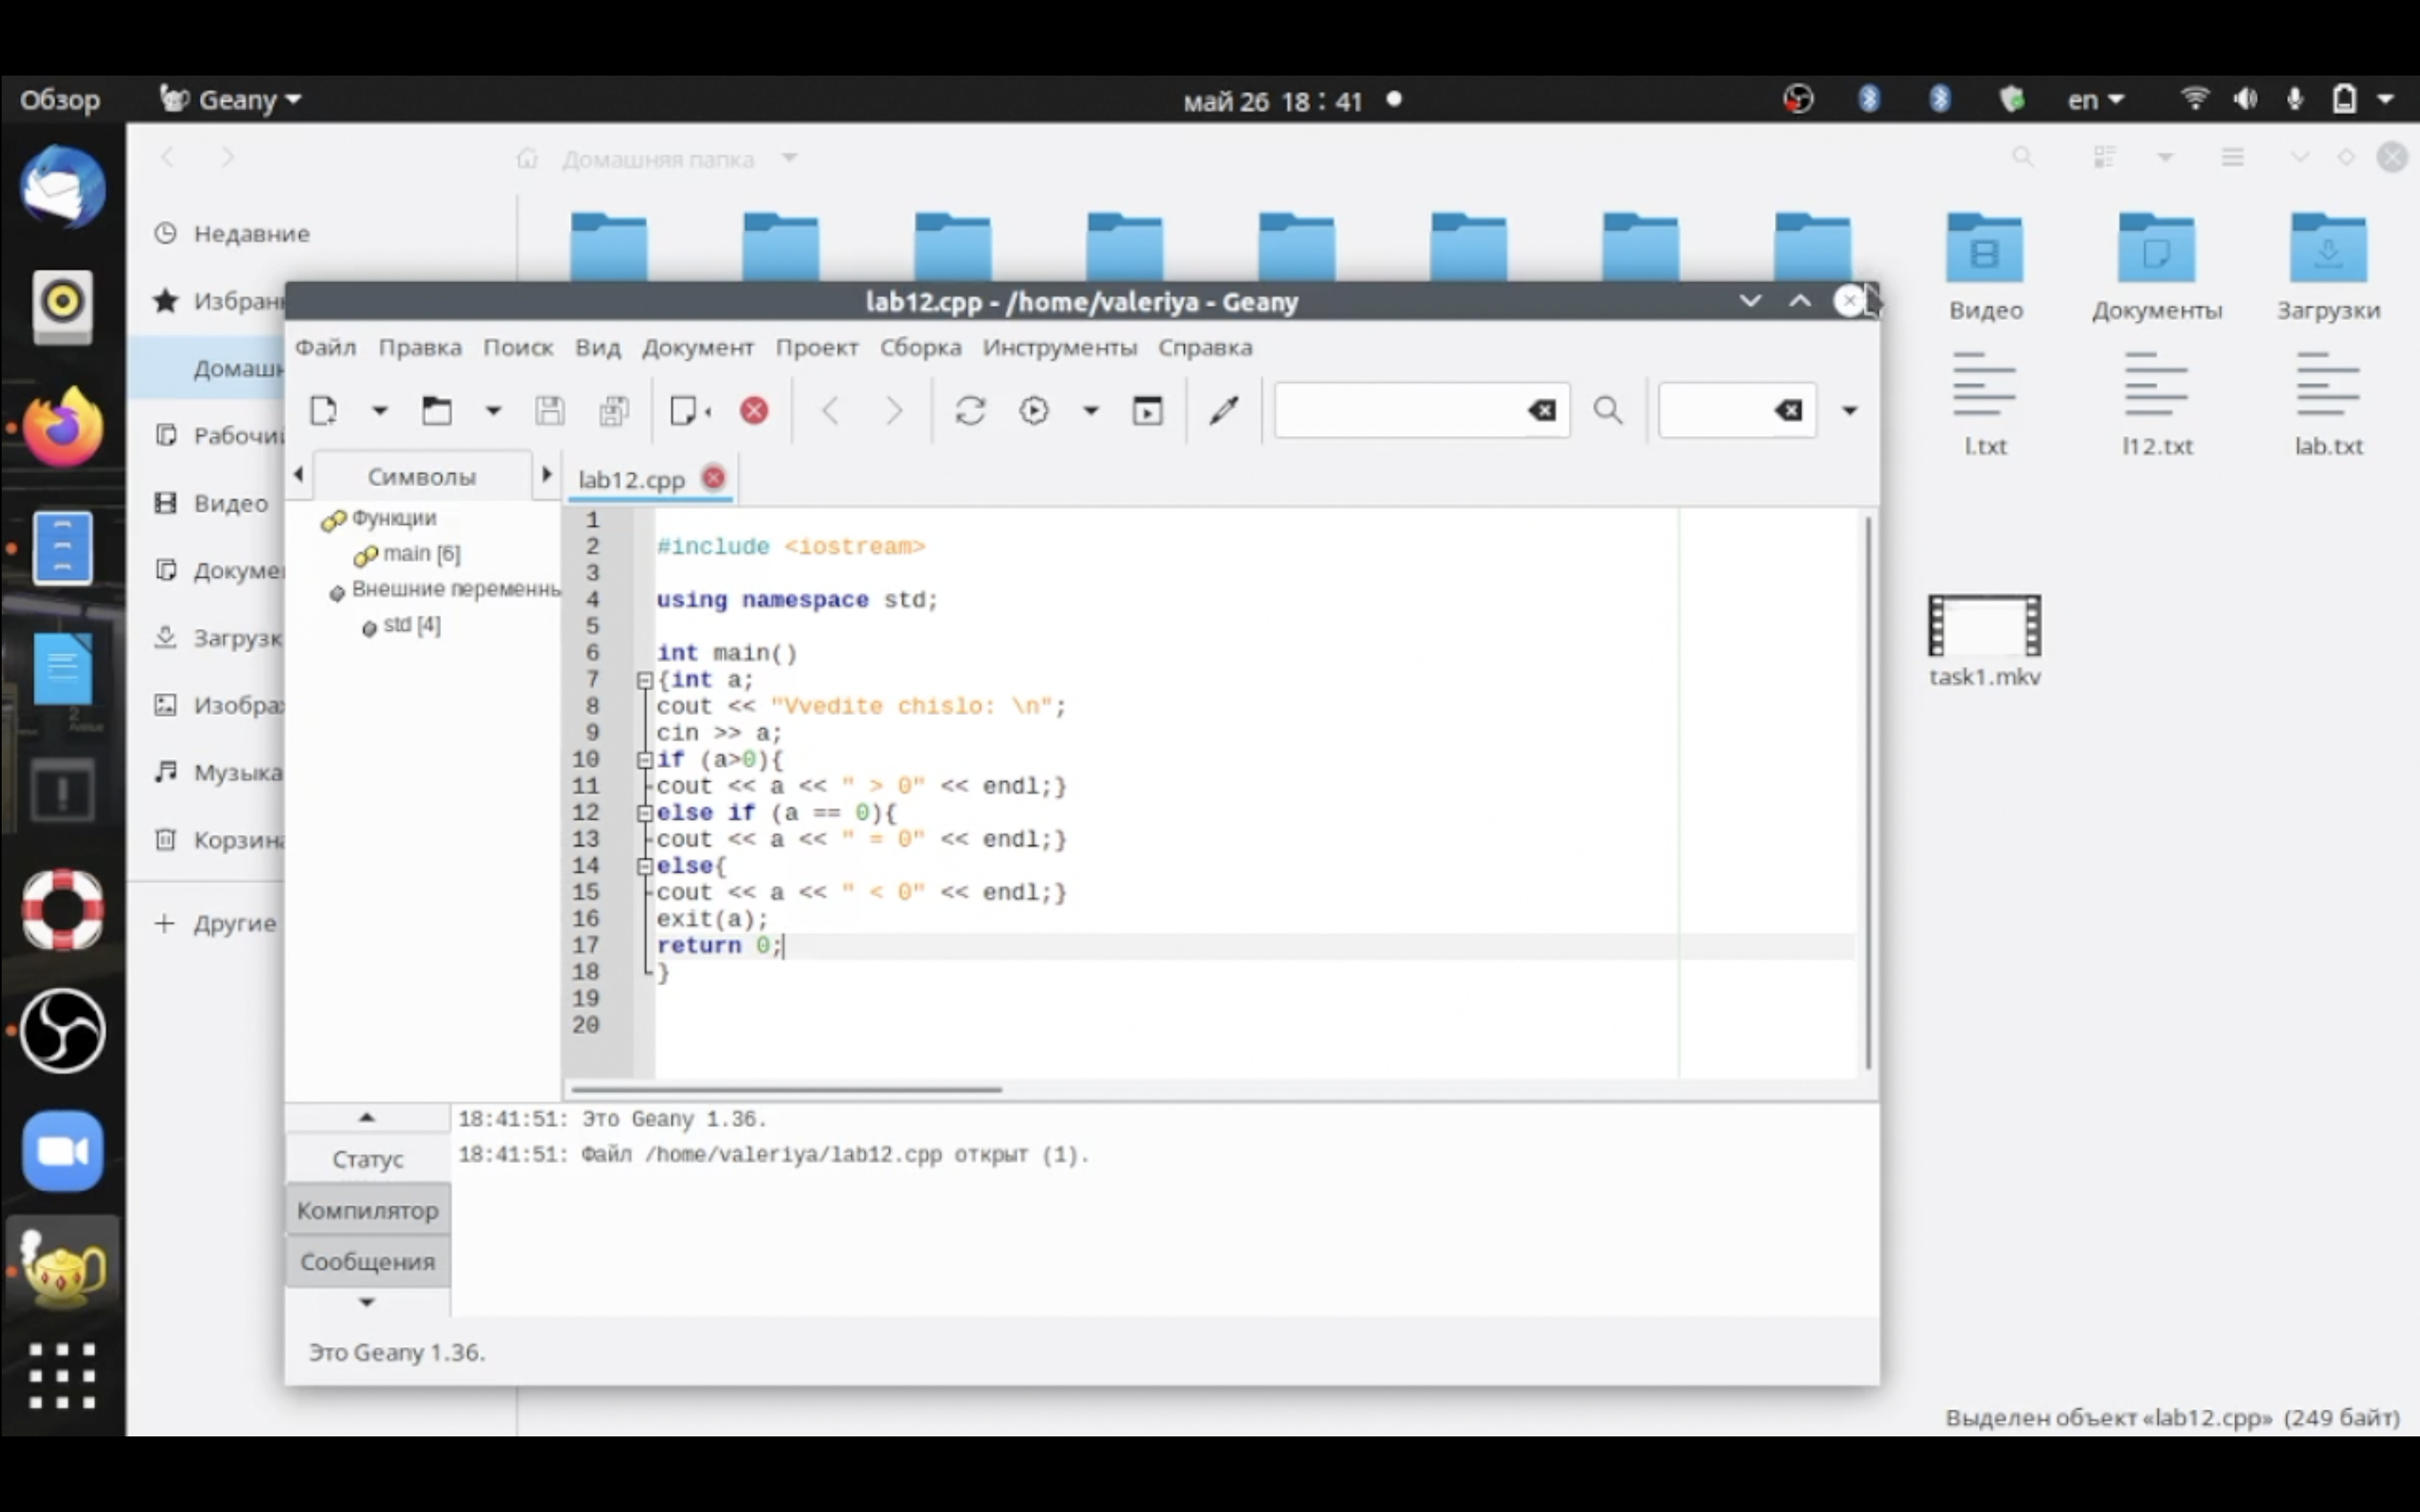 Обзор
Geany
май 26 18:41
en
Домашняя папка
Недавние
Избран
Домашн
Рабочи
Видео
Докуме
Загрузк
Изобра
Музыка
Корзин
+ Другие
Видео
Документы
Загрузки
l.txt
l12.txt
lab.txt
task1.mkv
lab12.cpp - /home/valeriya - Geany
Файл Правка Поиск Вид Документ Проект Сборка Инструменты Справка
Символы
lab12.cpp
Функции
main [6]
Внешние переменнь
std [4]
1
2 #include <iostream>
3
4 using namespace std;
5
6 int main()
7 {int a;
8 cout << "Vvedite chislo: \n";
9 cin >> a;
10 if (a>0){
11 cout << a << " > 0" << endl;}
12 else if (a == 0){
13 cout << a << " = 0" << endl;}
14 else{
15 cout << a << " < 0" << endl;}
16 exit(a);
17 return 0;
18 }
19
20
Статус
Компилятор
Сообщения
18:41:51: Это Geany 1.36.
18:41:51: Файл /home/valeriya/lab12.cpp открыт (1).
Это Geany 1.36.
Выделен объект «lab12.cpp» (249 байт)